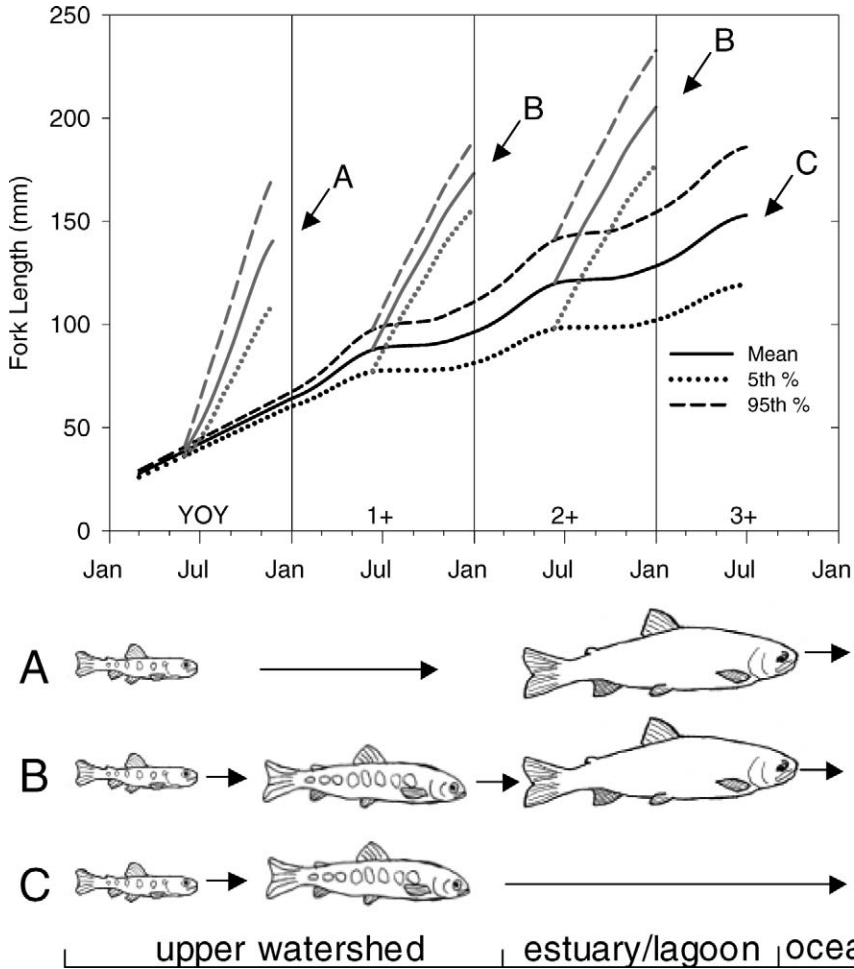 250
200
150
100
50
0
Fork Length (mm)
A
B
B
C
Mean
5th %
95th %
YOY 1+ 2+ 3+
Jan Jul Jan Jul Jan Jul Jan Jul Jan
A
B
C
upper watershed estuary/lagoon ocea